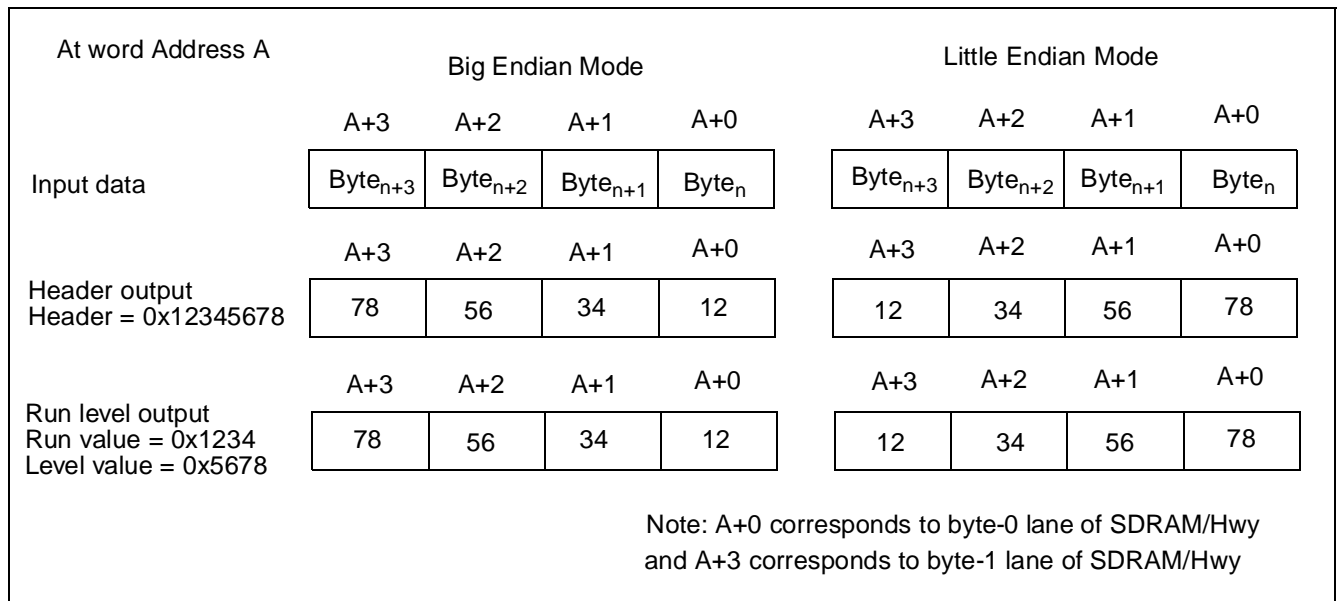 At word Address A
Big Endian Mode
Little Endian Mode
A+3 A+2 A+1 A+0 A+3 A+2 A+1 A+0
Input data
Byten+3 Byten+2 Byten+1 Byten Byten+3 Byten+2 Byten+1 Byten
A+3 A+2 A+1 A+0 A+3 A+2 A+1 A+0
Header output
Header = 0x12345678
78 56 34 12 12 34 56 78
A+3 A+2 A+1 A+0 A+3 A+2 A+1 A+0
Run level output
Run value = 0x1234
Level value = 0x5678
78 56 34 12 12 34 56 78
Note: A+0 corresponds to byte-0 lane of SDRAM/Hwy
and A+3 corresponds to byte-1 lane of SDRAM/Hwy